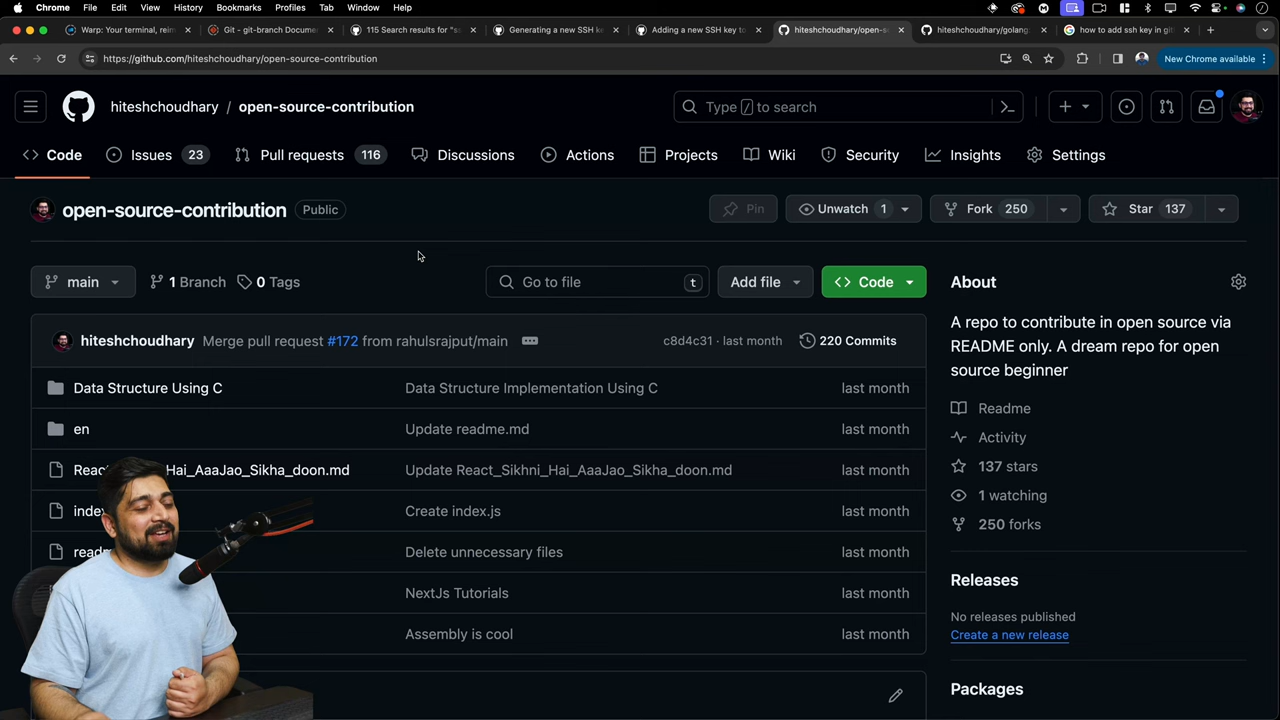 Chrome File Edit View History Bookmarks Profiles Tab Window Help
Warp: Your terminal, reim
Git - git-branch Docume
115 Search results for "ss
Generating a new SSH k
Adding a new SSH key to
hiteshchoudhary/open-s
hiteshchoudhary/golang
how to add ssh key in git
https://github.com/hiteshchoudhary/open-source-contribution
New Chrome available
hiteshchoudhary / open-source-contribution
Type / to search
Code
Issues 23
Pull requests 116
Discussions
Actions
Projects
Wiki
Security
Insights
Settings
open-source-contribution Public
Pin
Unwatch 1
Fork 250
Star 137
main
1 Branch
0 Tags
Go to file t
Add file
Code
hiteshchoudhary Merge pull request #172 from rahulsrajput/main
c8d4c31 · last month
220 Commits
Data Structure Using C Data Structure Implementation Using C last month
en Update readme.md last month
Reac Hai_AaaJao_Sikha_doon.md Update React_Sikhni_Hai_AaaJao_Sikha_doon.md last month
index Create index.js last month
readm Delete unnecessary files last month
NextJs Tutorials last month
Assembly is cool last month
About
A repo to contribute in open source via
README only. A dream repo for open
source beginner
Readme
Activity
137 stars
1 watching
250 forks
Releases
No releases published
Create a new release
Packages